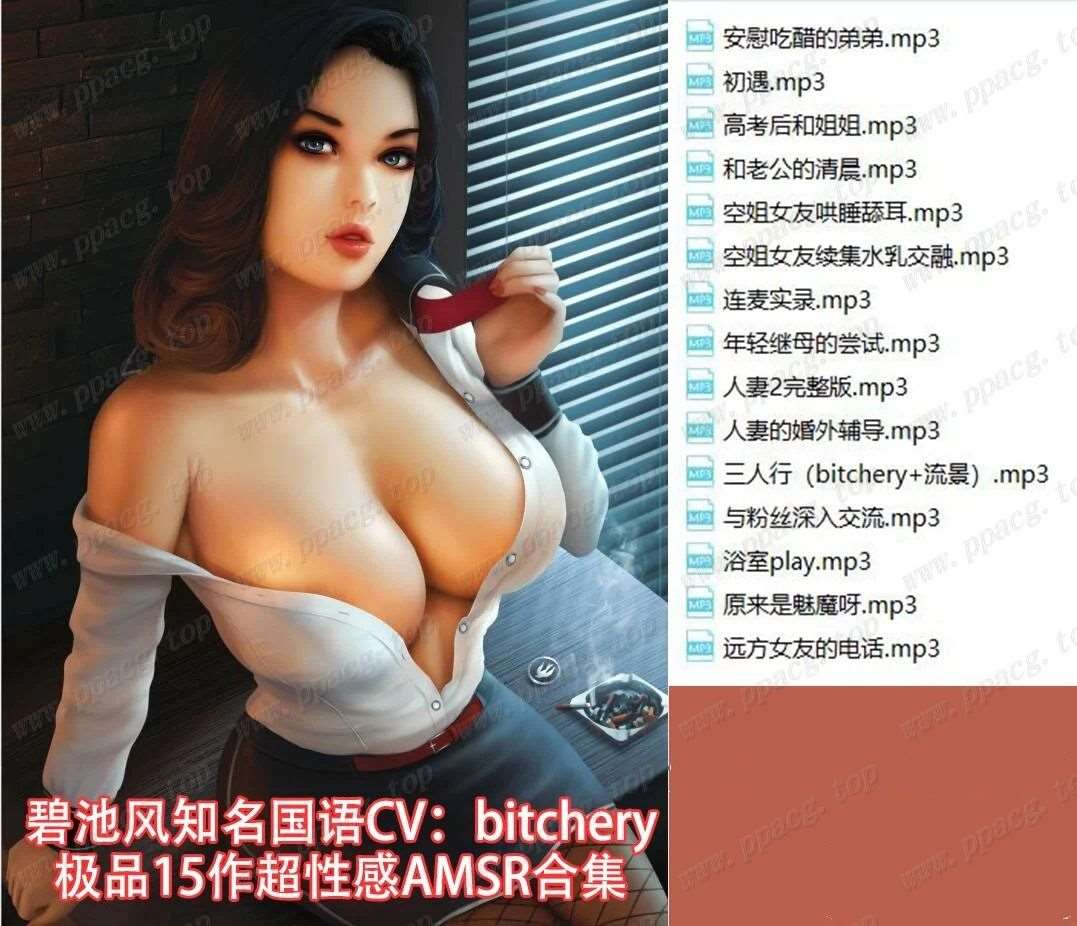 安慰吃醋的弟弟.mp3
初遇.mp3
高考后和姐姐.mp3
和老公的清晨.mp3
空姐女友哄睡舔耳.mp3
空姐女友续集水乳交融.mp3
连麦实录.mp3
年轻继母的尝试.mp3
人妻2完整版.mp3
人妻的婚外辅导.mp3
三人行（bitchery+流景）.mp3
与粉丝深入交流.mp3
浴室play.mp3
原来是魅魔呀.mp3
远方女友的电话.mp3
碧池风知名国语CV：bitchery
极品15作超性感AMSR合集
www.ppacg.top